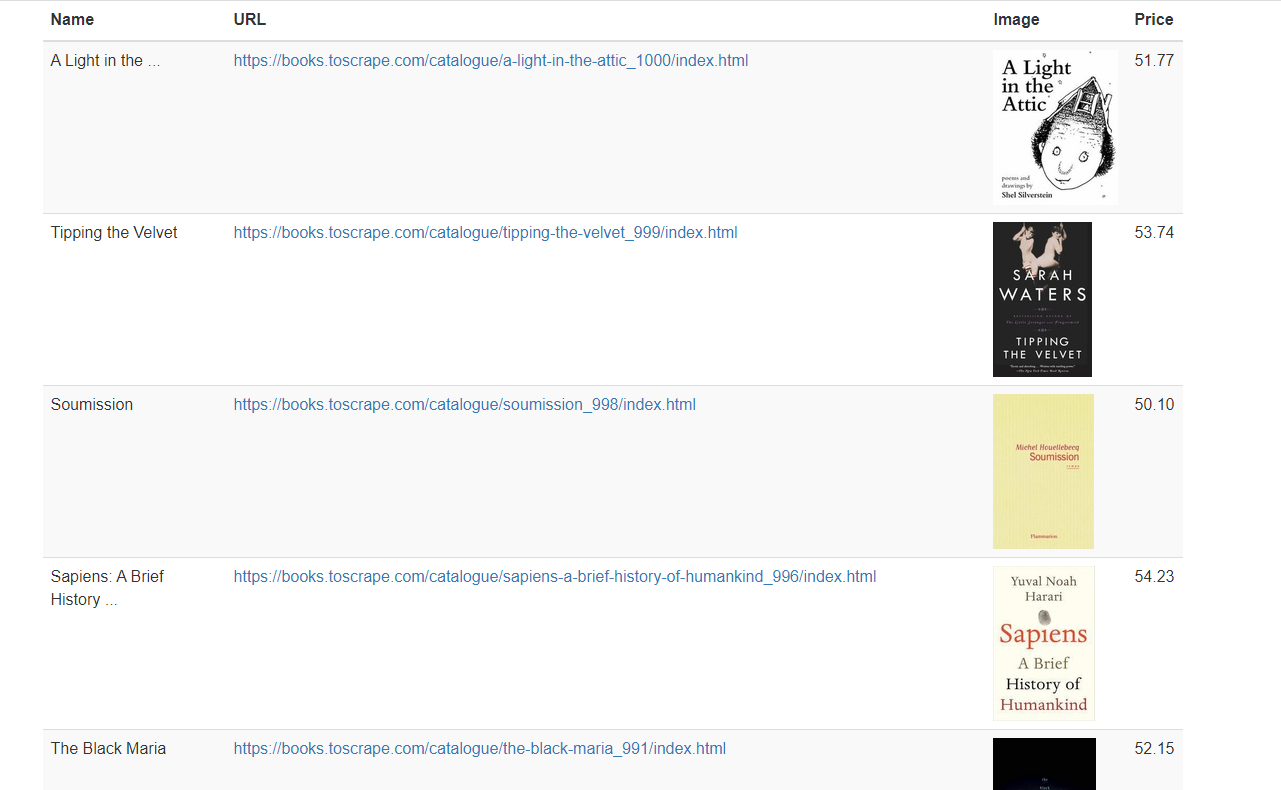 Name URL Image Price
A Light in the ... https://books.toscrape.com/catalogue/a-light-in-the-attic_1000/index.html 51.77
A Light
in the
Attic
poems and
drawings by
Shel Silverstein
Tipping the Velvet https://books.toscrape.com/catalogue/tipping-the-velvet_999/index.html 53.74
SARAH
WATERS
TIPPING
THE VELVET
Soumission https://books.toscrape.com/catalogue/soumission_998/index.html 50.10
Michel Houellebecq
Soumission
Flammarion
Sapiens: A Brief https://books.toscrape.com/catalogue/sapiens-a-brief-history-of-humankind_996/index.html 54.23
History ...
Yuval Noah
Harari
Sapiens
A Brief
History of
Humankind
The Black Maria https://books.toscrape.com/catalogue/the-black-maria_991/index.html 52.15
the
black